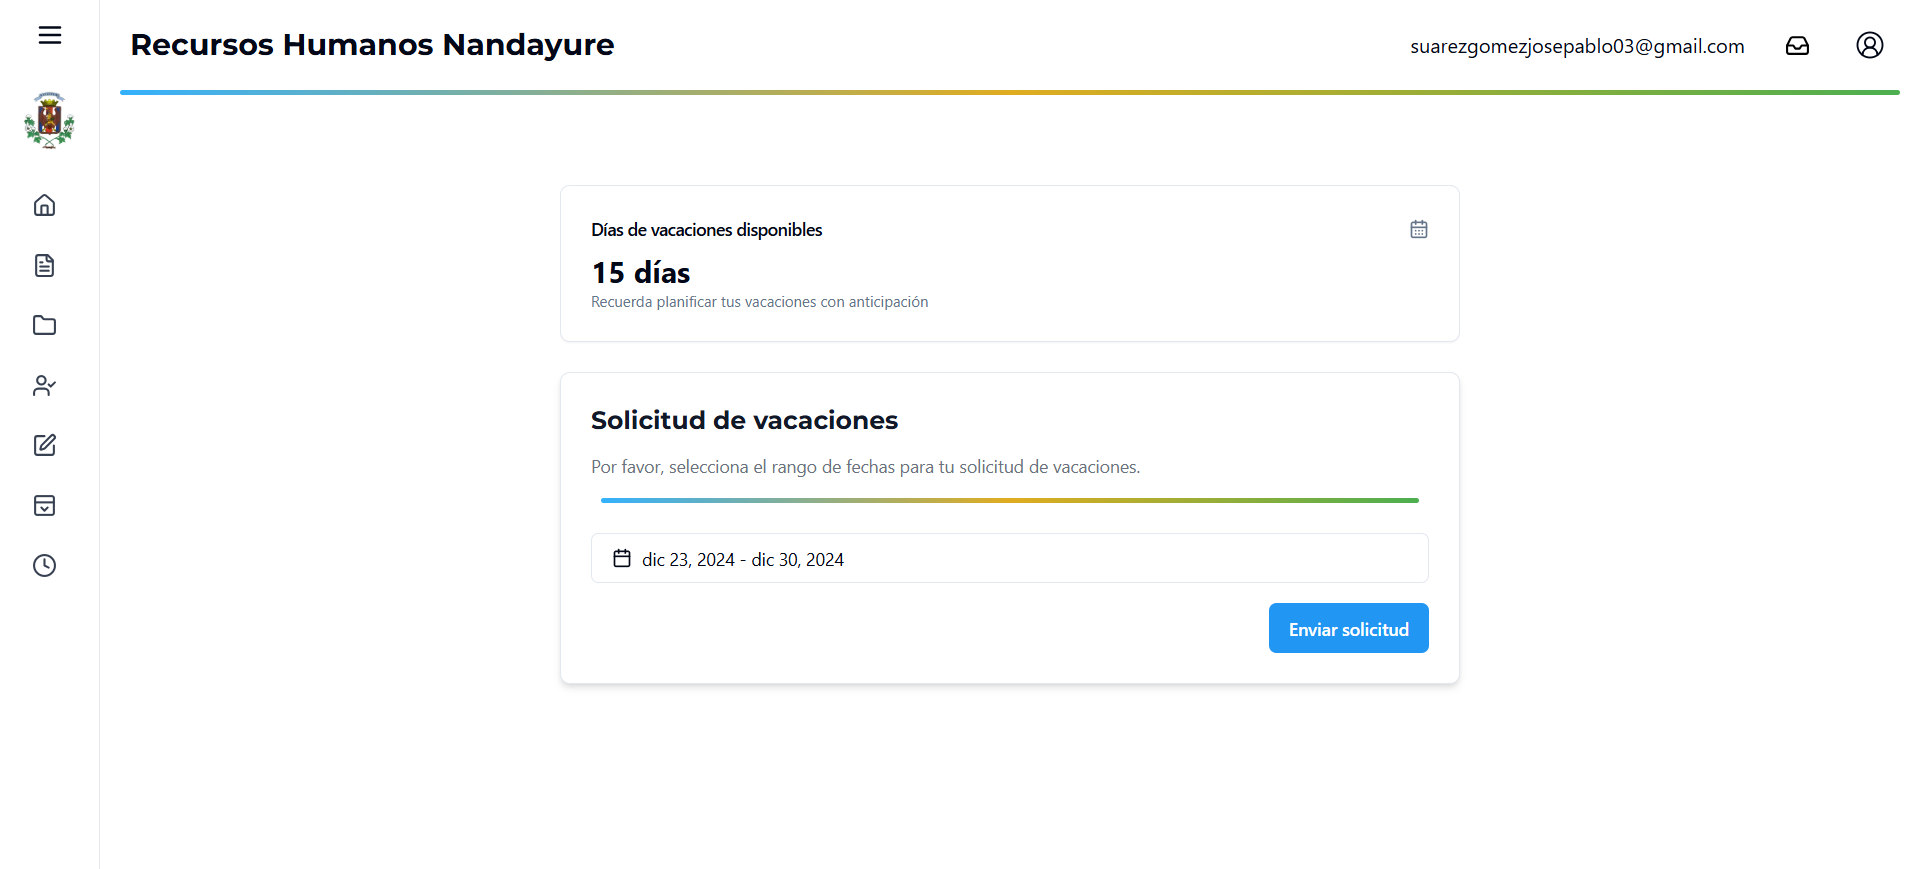 Recursos Humanos Nandayure
suarezgomezjosepablo03@gmail.com
Días de vacaciones disponibles
15 días
Recuerda planificar tus vacaciones con anticipación
Solicitud de vacaciones
Por favor, selecciona el rango de fechas para tu solicitud de vacaciones.
dic 23, 2024 - dic 30, 2024
Enviar solicitud